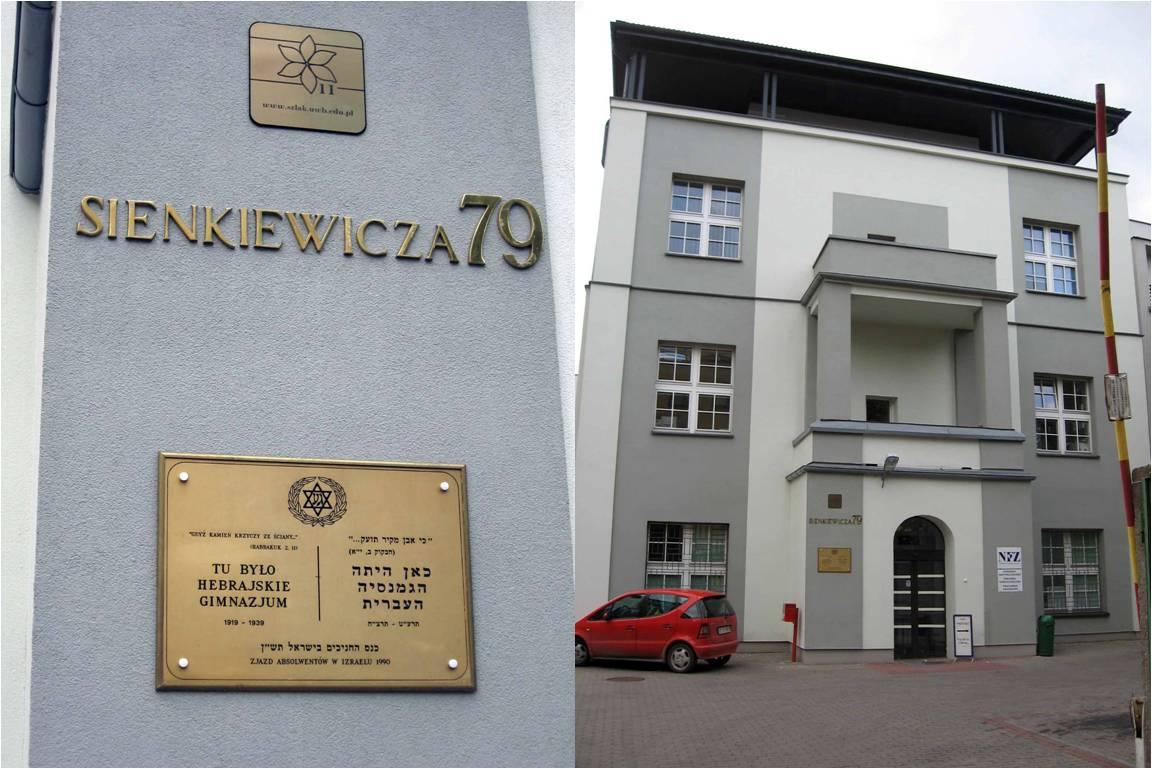 11
www.szlak.uwb.edu.pl
SIENKIEWICZA 79
"GDYŻ KAMIEŃ KRZYCZY ZE ŚCIANY.."
(HABBAKUK 2, 11)
TU BYŁO
HEBRAJSKIE
GIMNAZJUM
1919 - 1939
"כי אבן מקיר תזעק..."
(חבקוק ב, י"א)
כאן היתה
הגמנסיה
העברית
תרע"ט - תרצ"ח
כנס החניכים בישראל תש"ן
ZJAZD ABSOLWENTÓW W IZRAELU 1990
SIENKIEWICZA 79
NFZ